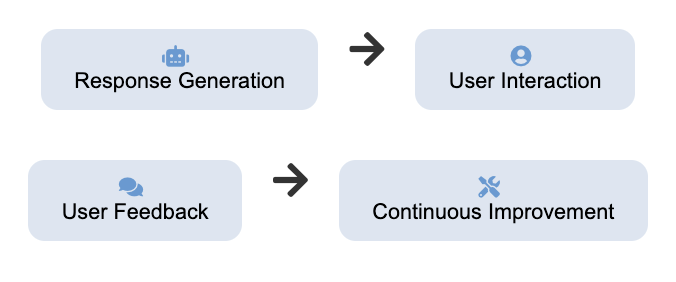 Response Generation
User Interaction
User Feedback
Continuous Improvement